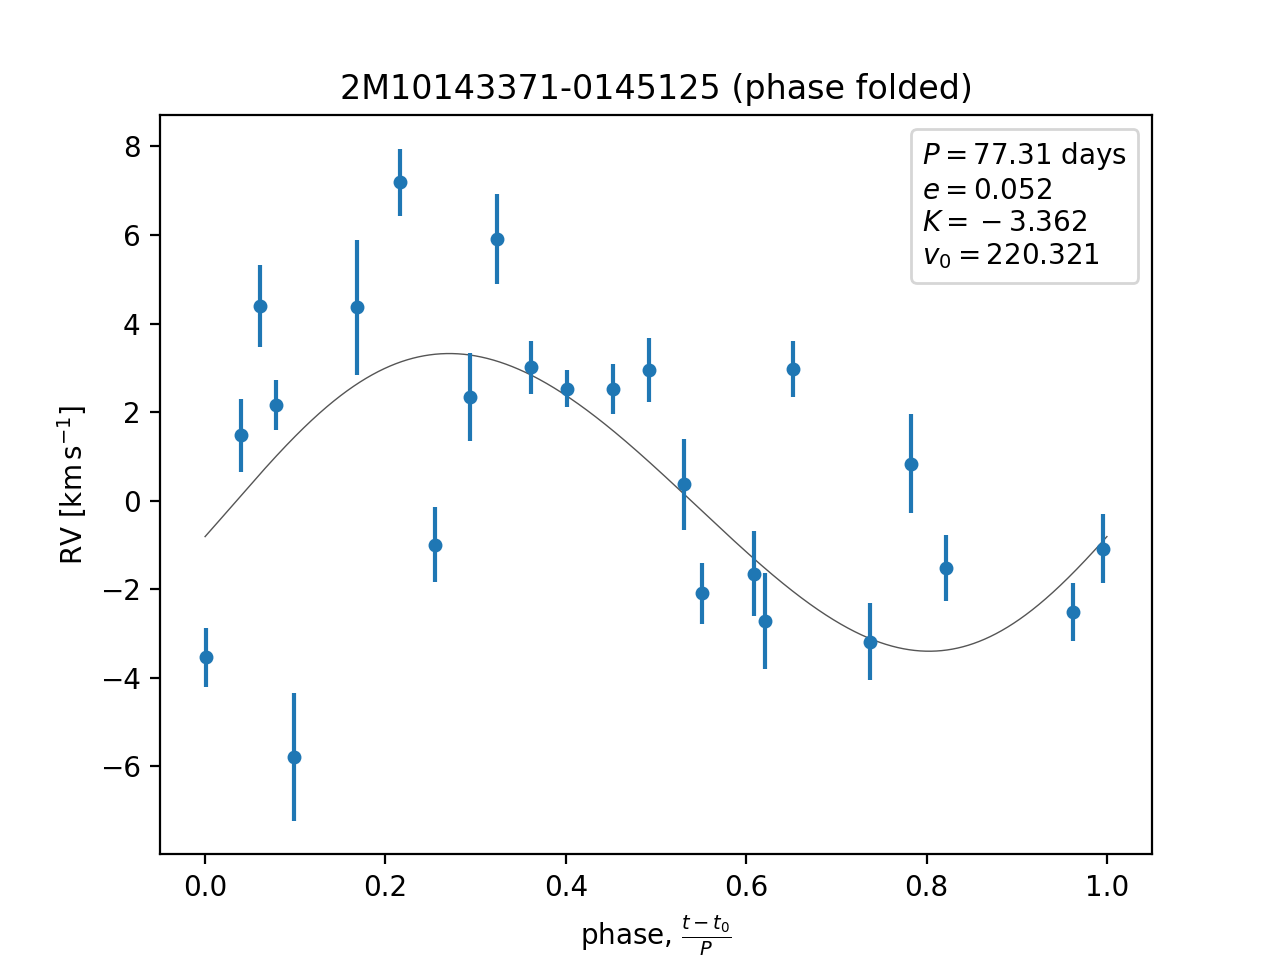 2M10143371-0145125 (phase folded)
P = 77.31 days
e = 0.052
K = −3.362
v₀ = 220.321
8
6
4
2
0
−2
−4
−6
RV [km s⁻¹]
0.0 0.2 0.4 0.6 0.8 1.0
phase, (t − t₀)/P